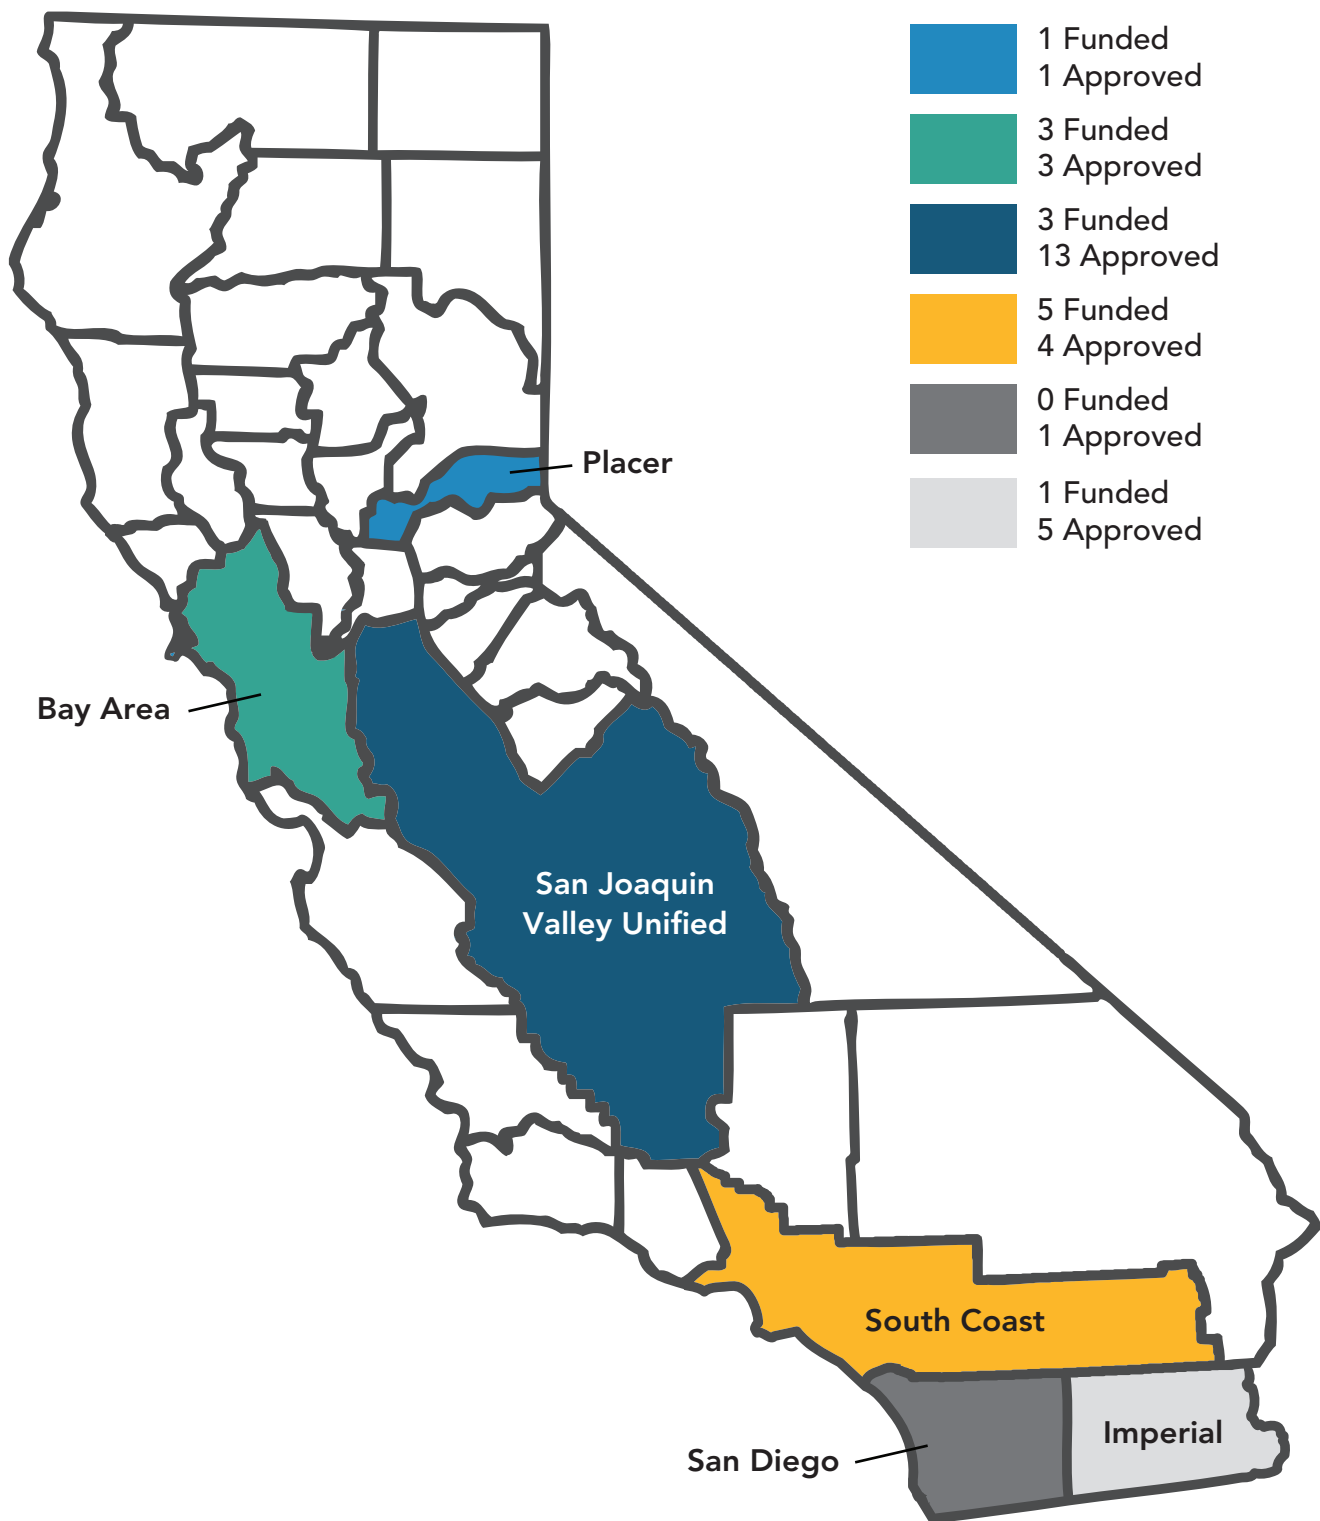 1 Funded
1 Approved
3 Funded
3 Approved
3 Funded
13 Approved
5 Funded
4 Approved
0 Funded
1 Approved
1 Funded
5 Approved
Placer
Bay Area
San Joaquin
Valley Unified
South Coast
Imperial
San Diego